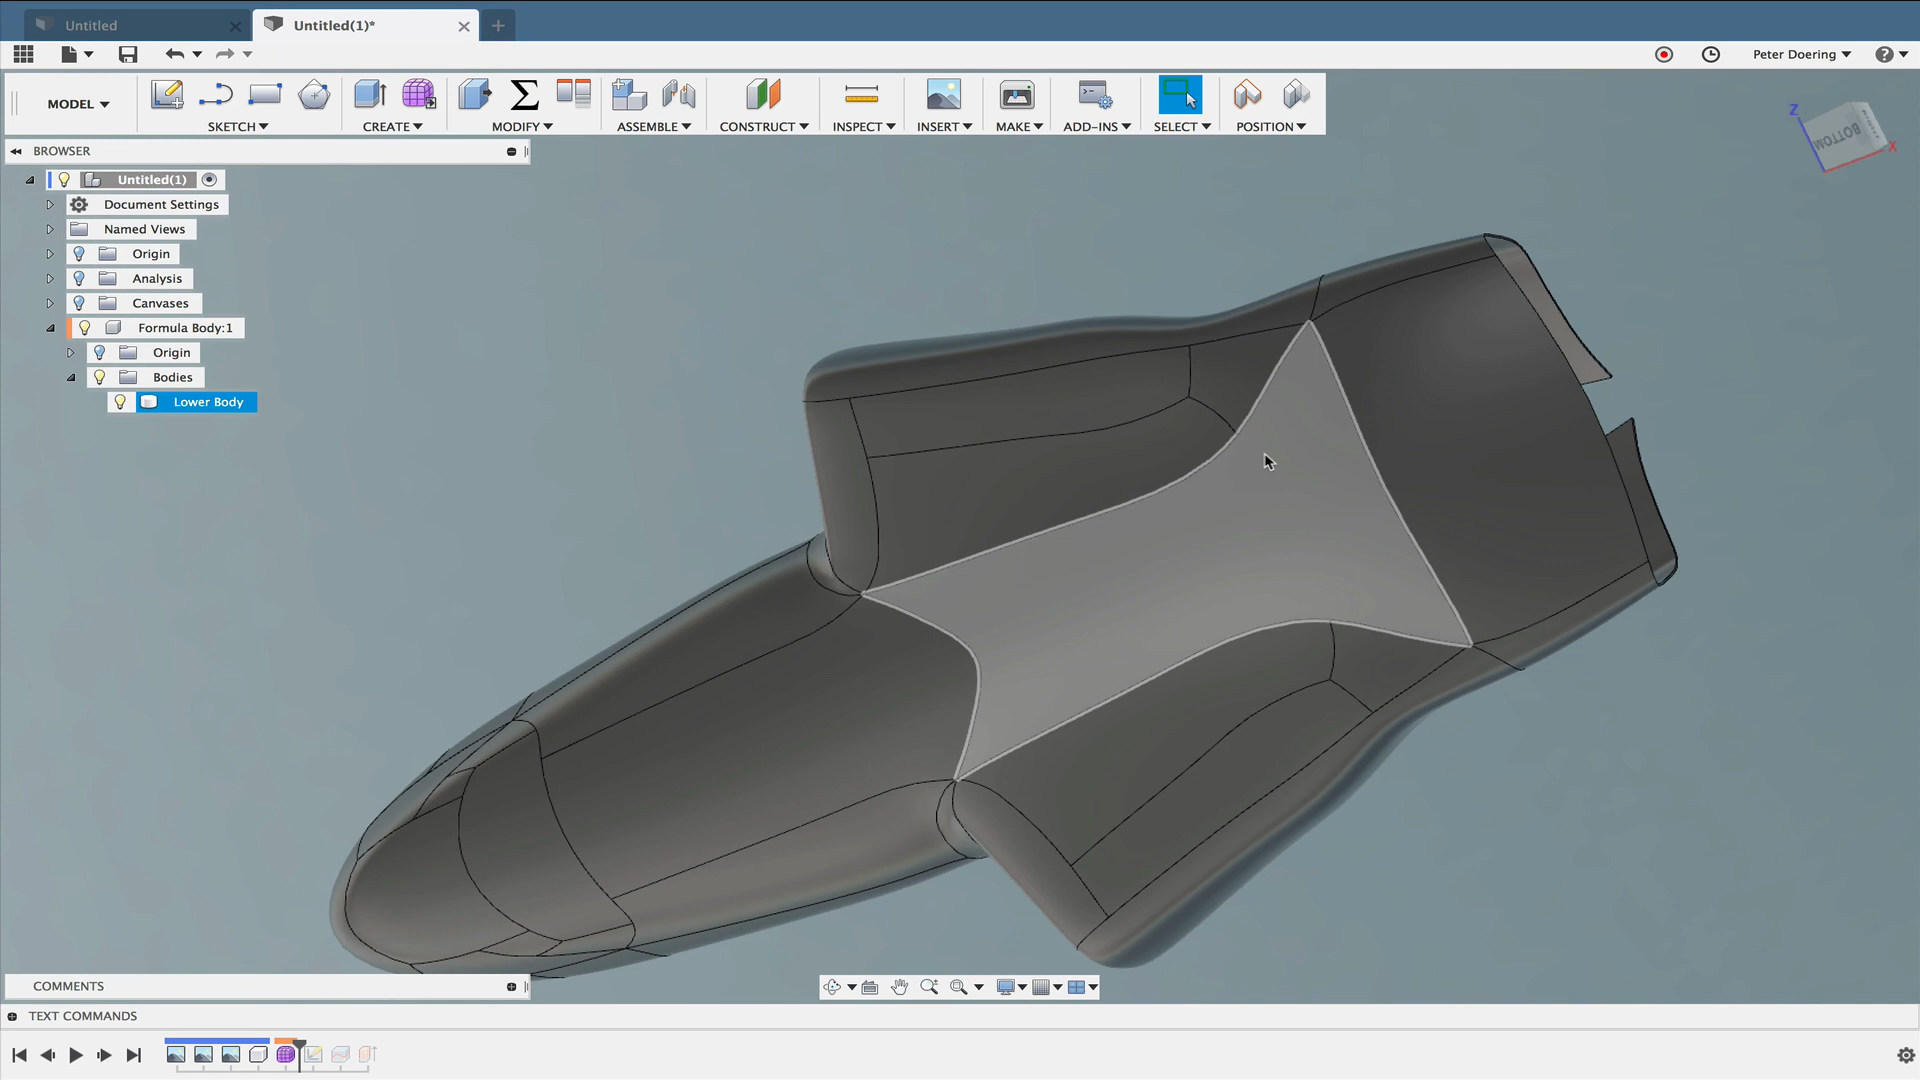 Untitled
Untitled(1)*
Peter Doering
MODEL
SKETCH
CREATE
MODIFY
ASSEMBLE
CONSTRUCT
INSPECT
INSERT
MAKE
ADD-INS
SELECT
POSITION
BROWSER
Z
BOTTOM
X
Untitled(1)
Document Settings
Named Views
Origin
Analysis
Canvases
Formula Body:1
Origin
Bodies
Lower Body
COMMENTS
TEXT COMMANDS